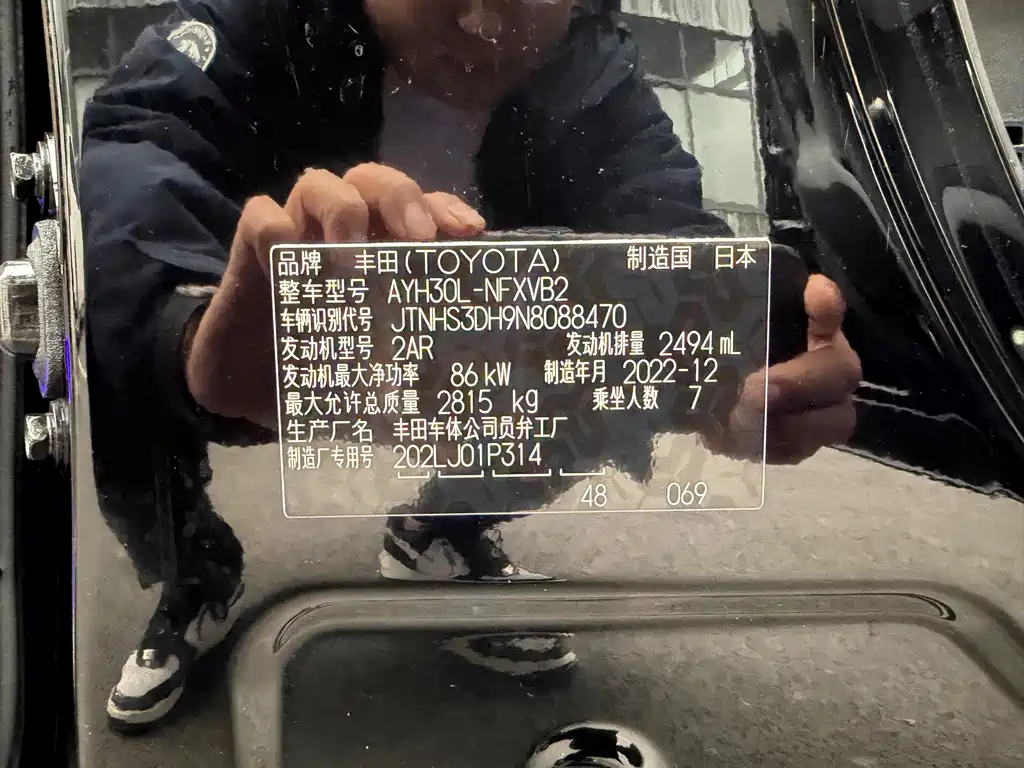 品牌 丰田(TOYOTA) 制造国 日本
整车型号 AYH30L-NFXVB2
车辆识别代号 JTNHS3DH9N8088470
发动机型号 2AR 发动机排量 2494 mL
发动机最大净功率 86 kW 制造年月 2022-12
最大允许总质量 2815 kg 乘坐人数 7
生产厂名 丰田车体公司员弁工厂
制造厂专用号 202LJ01P314
48 069